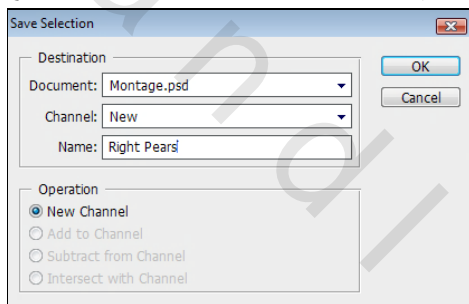 Save Selection
Destination
Document: Montage.psd
Channel: New
Name: Right Pears
OK
Cancel
Operation
New Channel
Add to Channel
Subtract from Channel
Intersect with Channel